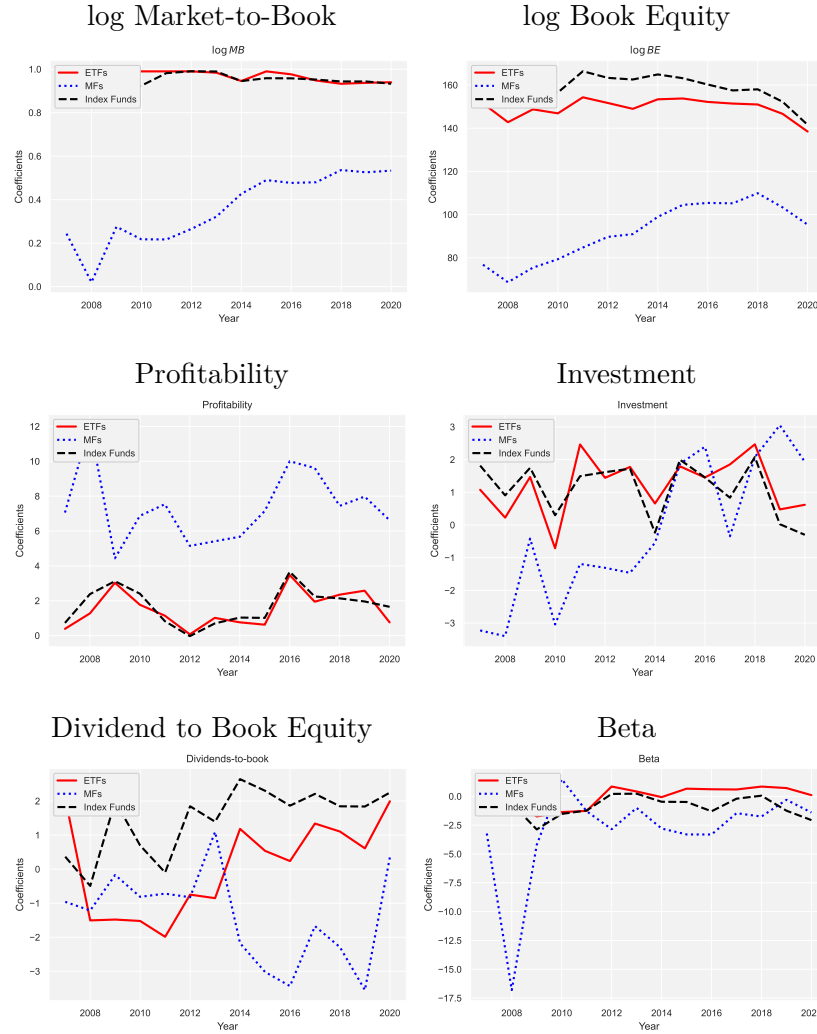 log Market-to-Book
log MB
ETFs
MFs
Index Funds
Coefficients
1.0
0.8
0.6
0.4
0.2
0.0
2008 2010 2012 2014 2016 2018 2020
Year
log Book Equity
log BE
ETFs
MFs
Index Funds
Coefficients
160
140
120
100
80
2008 2010 2012 2014 2016 2018 2020
Year
Profitability
Profitability
ETFs
MFs
Index Funds
Coefficients
12
10
8
6
4
2
0
2008 2010 2012 2014 2016 2018 2020
Year
Investment
Investment
ETFs
MFs
Index Funds
Coefficients
3
2
1
0
−1
−2
−3
2008 2010 2012 2014 2016 2018 2020
Year
Dividend to Book Equity
Dividends-to-book
ETFs
MFs
Index Funds
Coefficients
2
1
0
−1
−2
−3
2008 2010 2012 2014 2016 2018 2020
Year
Beta
Beta
ETFs
MFs
Index Funds
Coefficients
0.0
−2.5
−5.0
−7.5
−10.0
−12.5
−15.0
−17.5
2008 2010 2012 2014 2016 2018 202
Year